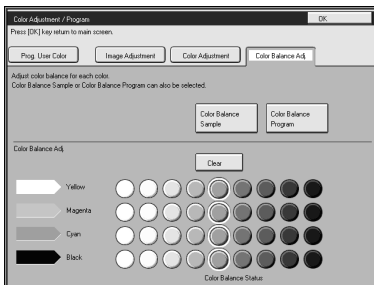 Color Adjustment / Program
OK
Press [OK] key return to main screen.
Prog. User Color
Image Adjustment
Color Adjustment
Color Balance Adj.
Adjust color balance for each color.
Color Balance Sample or Color Balance Program can also be selected.
Color Balance
Sample
Color Balance
Program
Color Balance Adj.
Clear
Yellow
Magenta
Cyan
Black
Color Balance Status